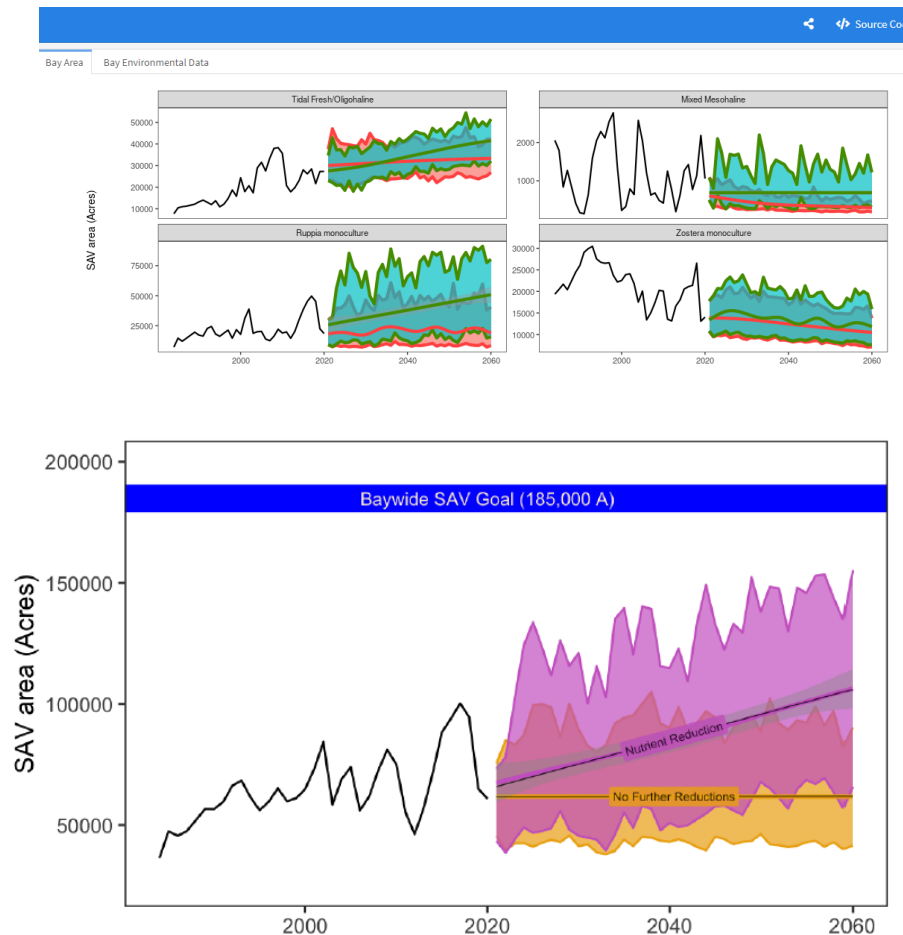 Source Co
Bay Area Bay Environmental Data
Tidal Fresh/Oligohaline
Mixed Mesohaline
50000
40000
30000
20000
10000
2000
1000
SAV area (Acres)
Ruppia monoculture
Zostera monoculture
75000
50000
25000
30000
25000
20000
15000
10000
2000 2020 2040 2060
2000 2020 2040 2060
200000
Baywide SAV Goal (185,000 A)
150000
SAV area (Acres)
100000
Nutrient Reduction
No Further Reductions
50000
2000 2020 2040 2060